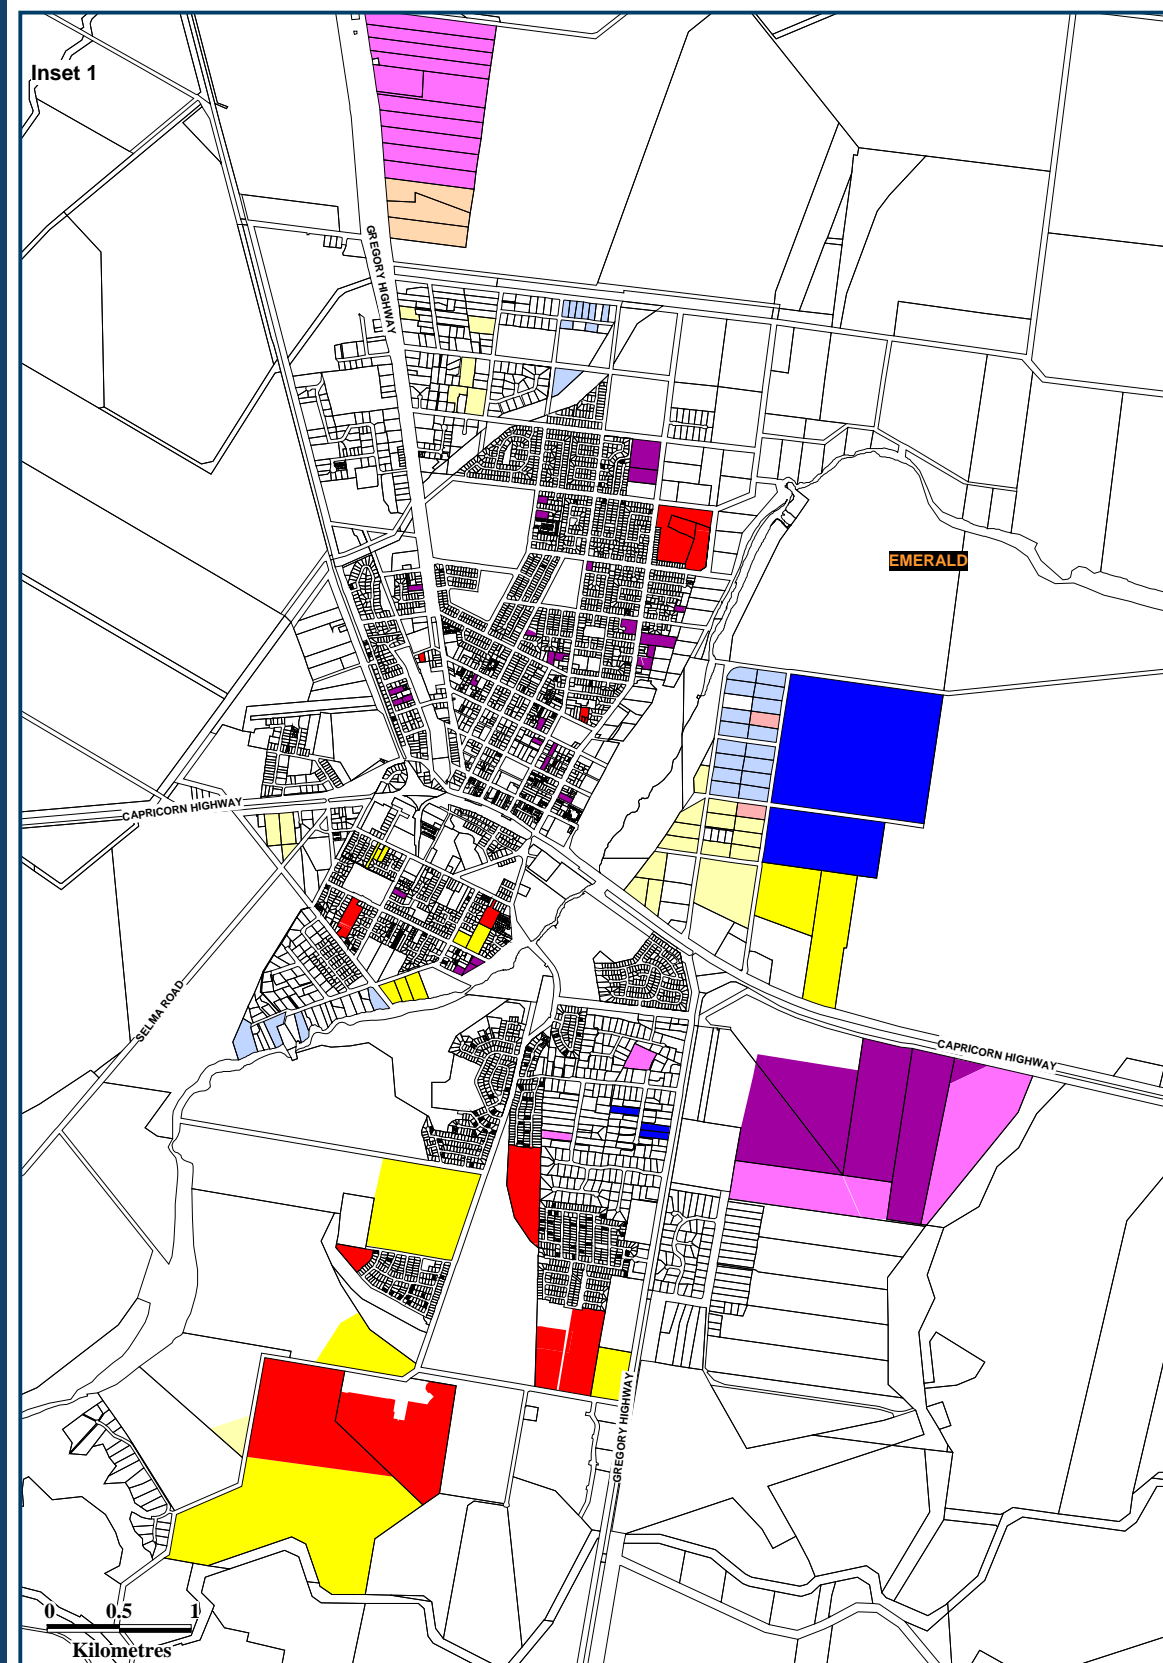 Inset 1
GREGORY HIGHWAY
EMERALD
CAPRICORN HIGHWAY
SELMA ROAD
CAPRICORN HIGHWAY
GREGORY HIGHWAY
0 0.5 1
Kilometres